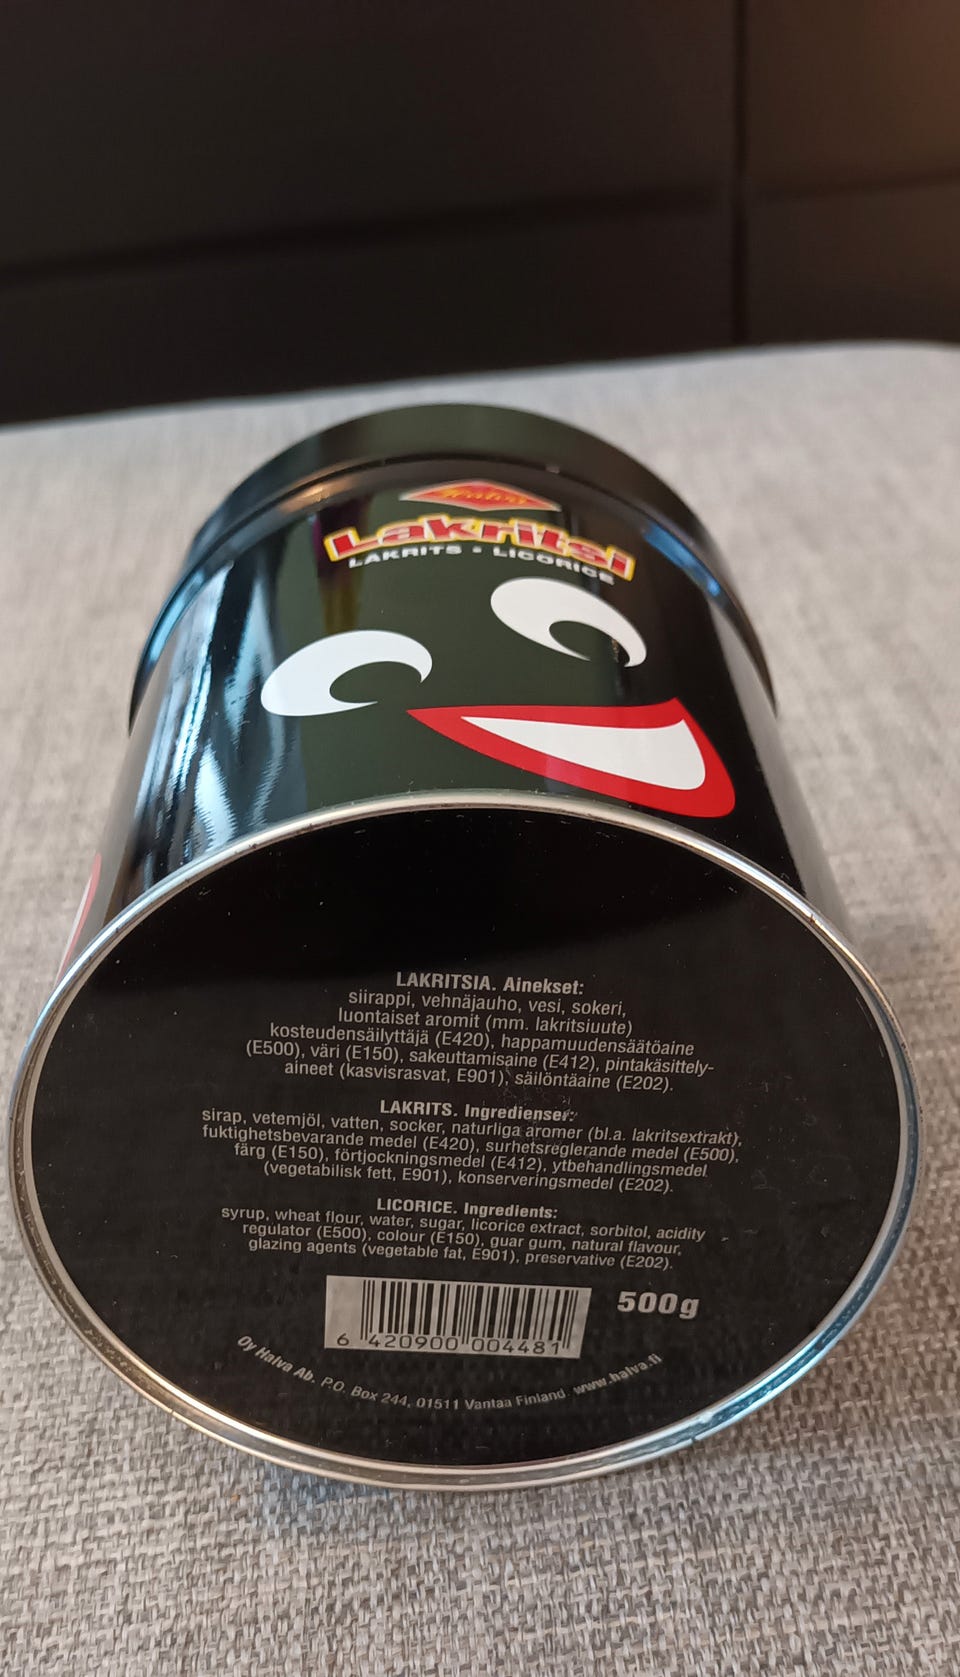 Halva
Lakritsi
LAKRITS • LICORICE
LAKRITSIA. Ainekset:
siirappi, vehnäjauho, vesi, sokeri,
luontaiset aromit (mm. lakritsiuute)
kosteudensäilyttäjä (E420), happamuudensäätöaine
(E500), väri (E150), sakeuttamisaine (E412), pintakäsittely-
aineet (kasvisrasvat, E901), säilöntäaine (E202).
LAKRITS. Ingredienser:
sirap, vetemjöl, vatten, socker, naturliga aromer (bl.a. lakritsextrakt),
fuktighetsbevarande medel (E420), surhetsreglerande medel (E500),
färg (E150), förtjockningsmedel (E412), ytbehandlingsmedel
(vegetabilisk fett, E901), konserveringsmedel (E202).
LICORICE. Ingredients:
syrup, wheat flour, water, sugar, licorice extract, sorbitol, acidity
regulator (E500), colour (E150), guar gum, natural flavour,
glazing agents (vegetable fat, E901), preservative (E202).
500g
6 420900 004481
Oy Halva Ab. P.O. Box 244, 01511 Vantaa Finland www.halva.fi